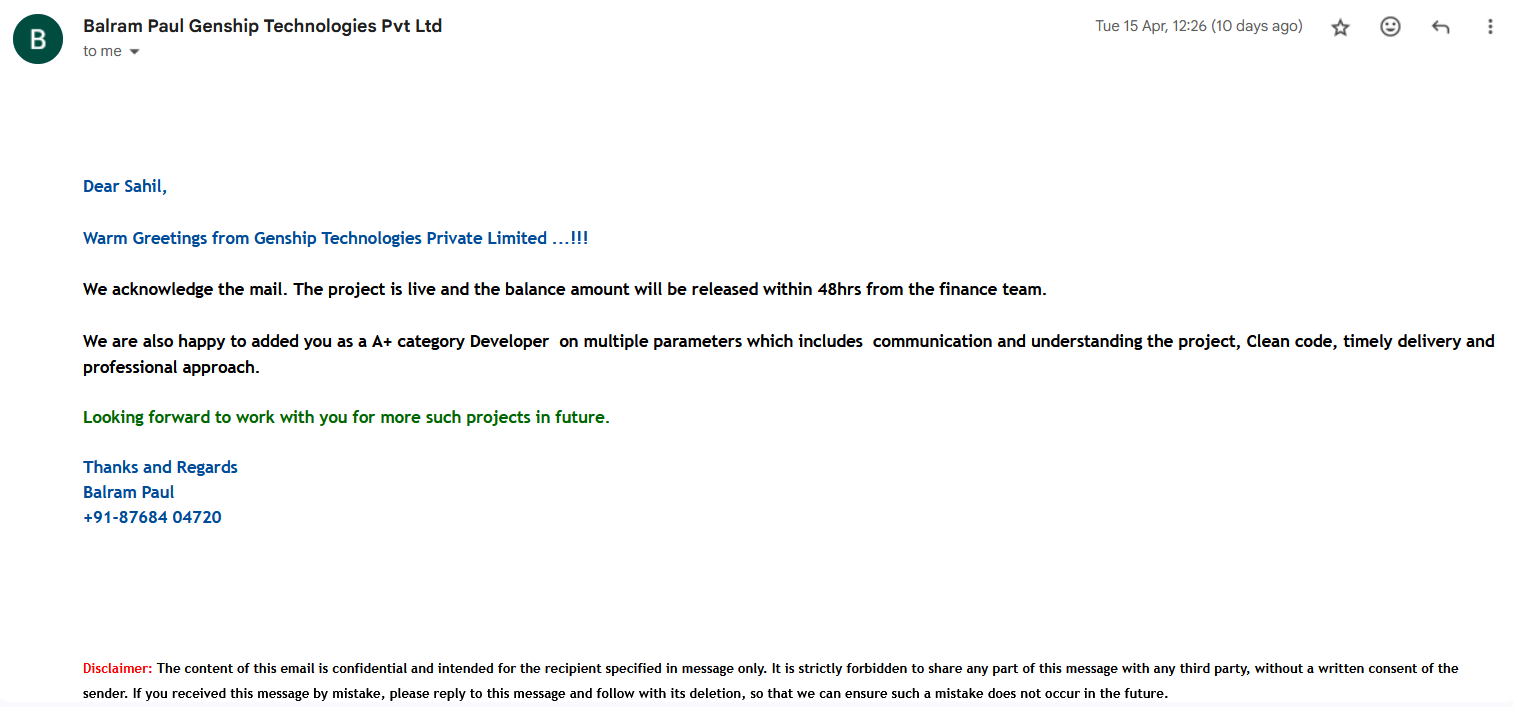 B
Balram Paul Genship Technologies Pvt Ltd
Tue 15 Apr, 12:26 (10 days ago)
to me
Dear Sahil,
Warm Greetings from Genship Technologies Private Limited ...!!!
We acknowledge the mail. The project is live and the balance amount will be released within 48hrs from the finance team.
We are also happy to added you as a A+ category Developer  on multiple parameters which includes  communication and understanding the project, Clean code, timely delivery and
professional approach.
Looking forward to work with you for more such projects in future.
Thanks and Regards
Balram Paul
+91-87684 04720
Disclaimer: The content of this email is confidential and intended for the recipient specified in message only. It is strictly forbidden to share any part of this message with any third party, without a written consent of the
sender. If you received this message by mistake, please reply to this message and follow with its deletion, so that we can ensure such a mistake does not occur in the future.